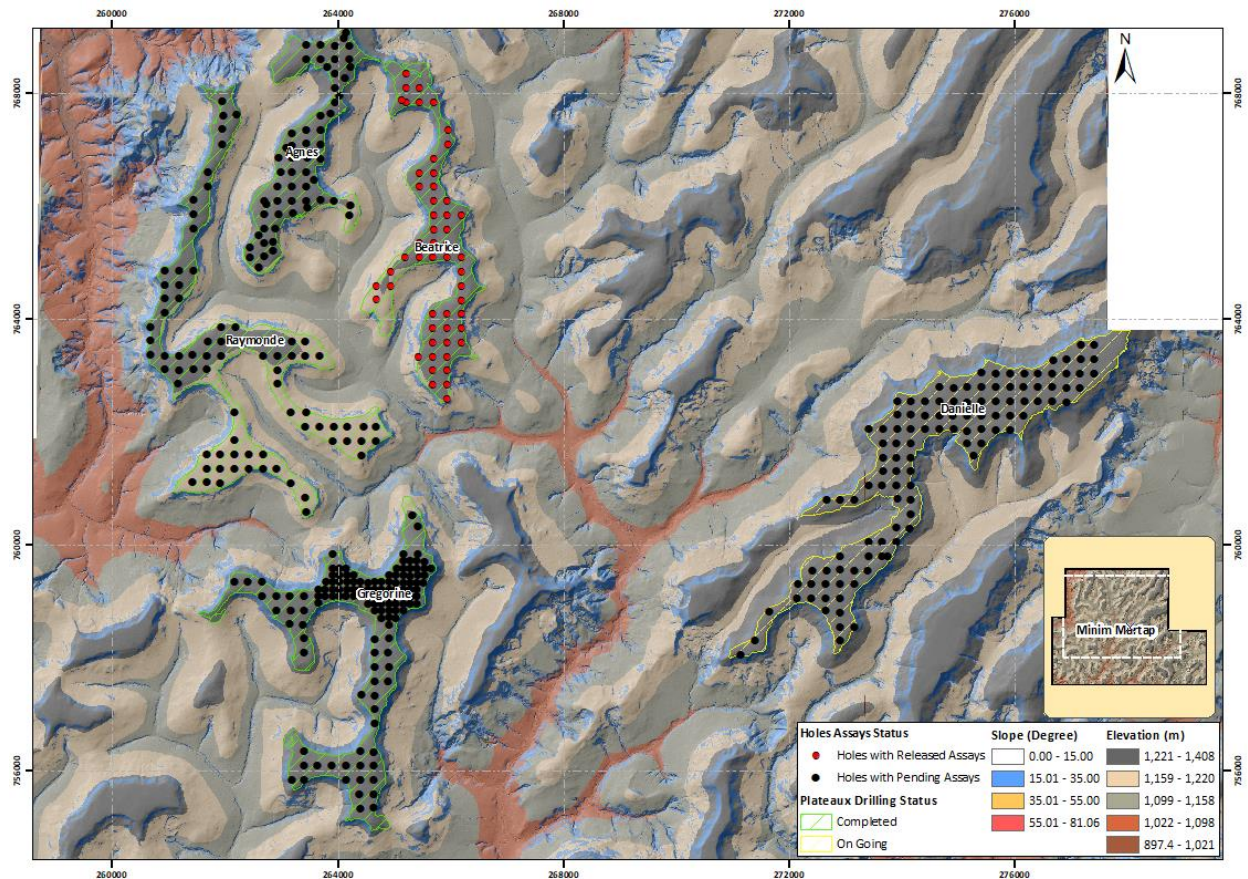 260000 264000 268000 272000 276000
N
768000 768000
Agnes
Beatrice
764000 764000
Raymonde
Danielle
760000 760000
Gregorine
Minim Martap
756000 756000
Holes Assays Status
Holes with Released Assays
Holes with Pending Assays
Plateaux Drilling Status
Completed
On Going
Slope (Degree)
0.00 - 15.00
15.01 - 35.00
35.01 - 55.00
55.01 - 81.06
Elevation (m)
1,221 - 1,408
1,159 - 1,220
1,099 - 1,158
1,022 - 1,098
897.4 - 1,021
260000 264000 268000 272000 276000